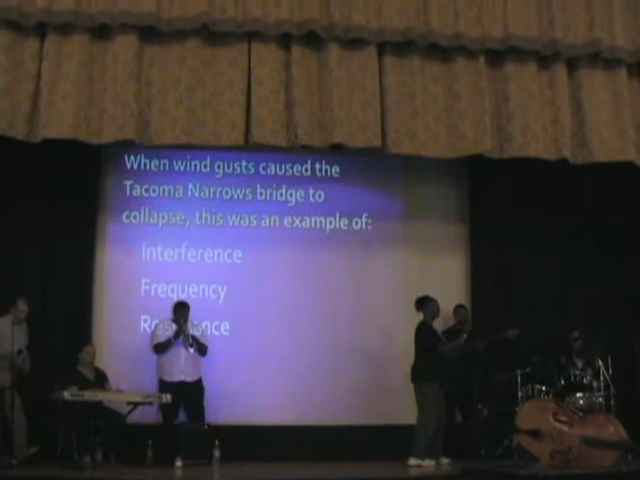 When wind gusts caused the
Tacoma Narrows bridge to
collapse, this was an example of:
Interference
Frequency